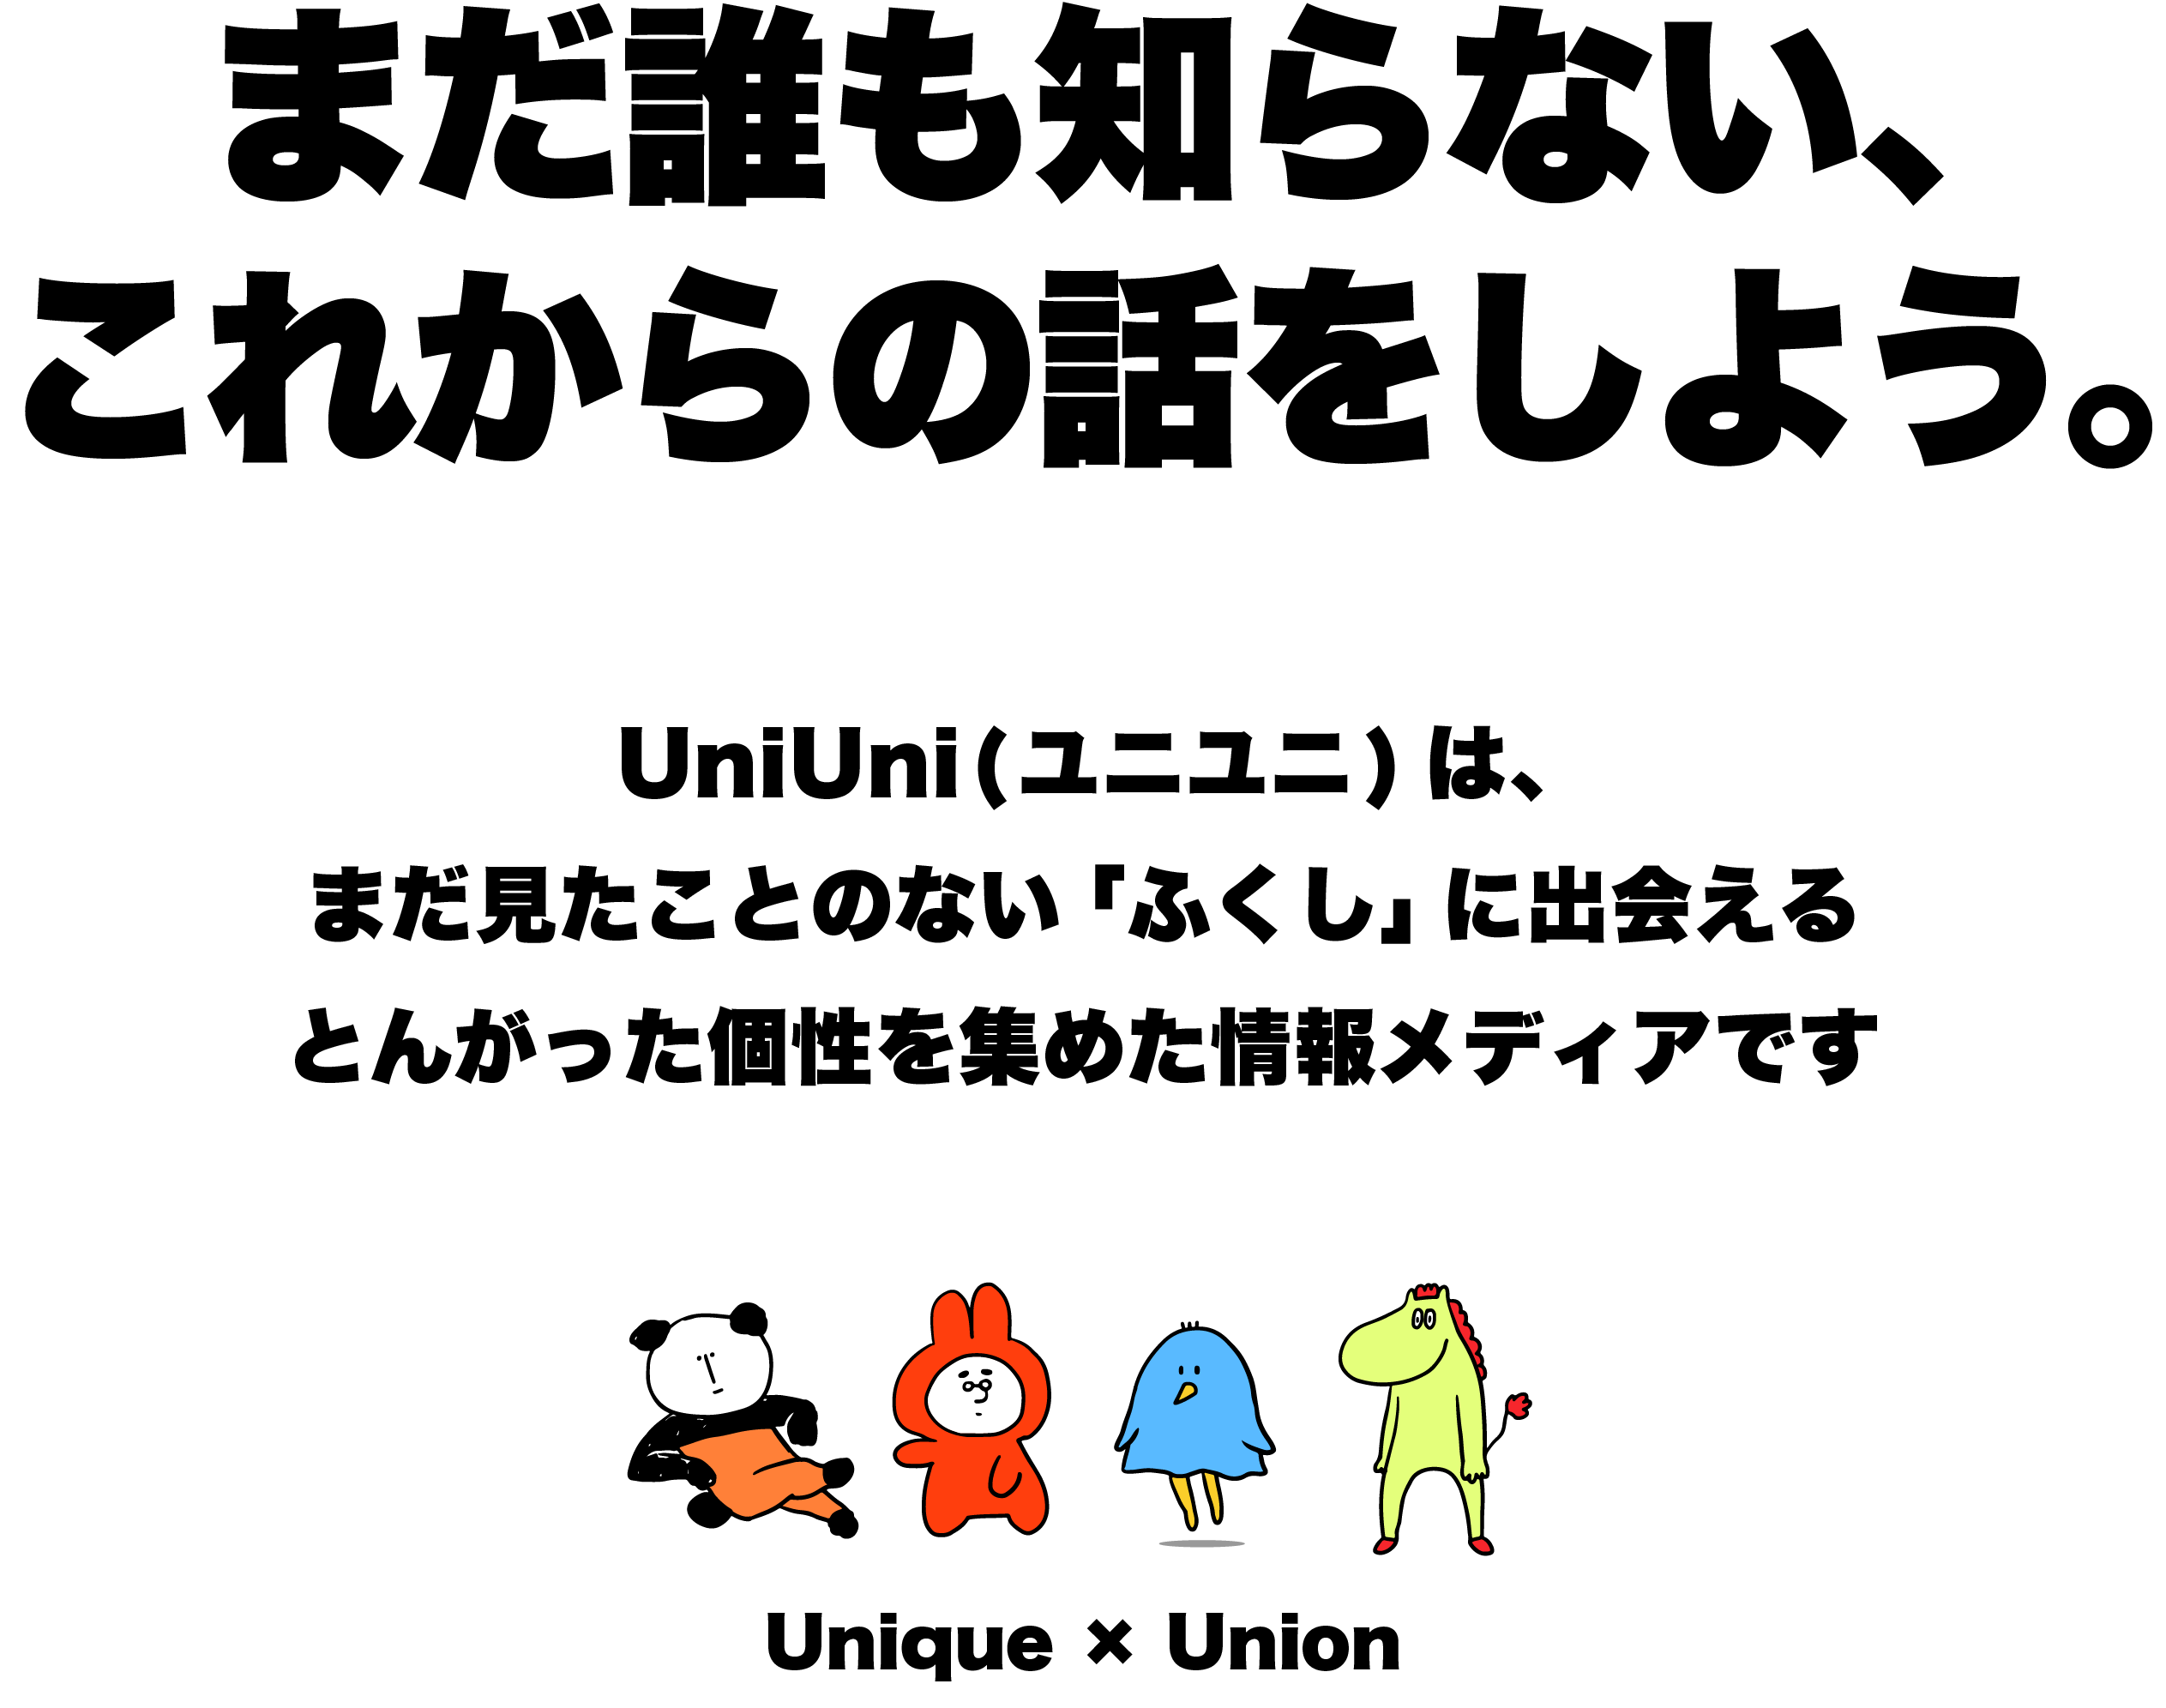 まだ誰も知らない、
これからの話をしよう。
UniUni(ユニユニ)は、
まだ見たことのない「ふくし」に出会える
とんがった個性を集めた情報メディアです
Unique × Union